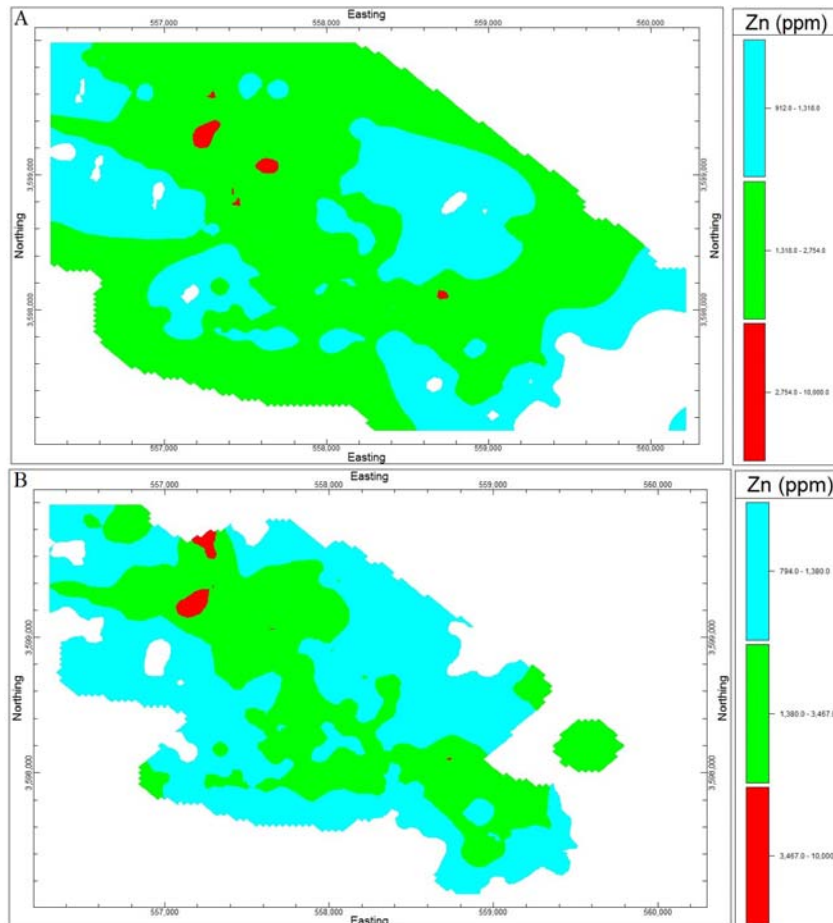 A
Easting
557,000 558,000 559,000 560,000
Northing
3,599,000
3,598,000
3,599,000
3,598,000
Northing
557,000 558,000 559,000 560,000
Easting
Zn (ppm)
912.0 - 1,318.0
1,318.0 - 2,754.0
2,754.0 - 10,000.0
B
Easting
557,000 558,000 559,000 560,000
Northing
3,599,000
3,598,000
3,599,000
3,598,000
Northing
557,000 558,000 559,000 560,000
Easting
Zn (ppm)
794.0 - 1,380.0
1,380.0 - 3,467.0
3,467.0 - 10,000